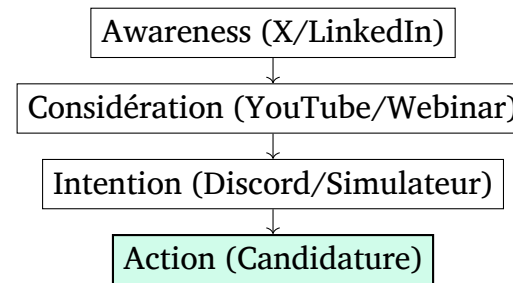 Awareness (X/LinkedIn)
Considération (YouTube/Webinar)
Intention (Discord/Simulateur)
Action (Candidature)